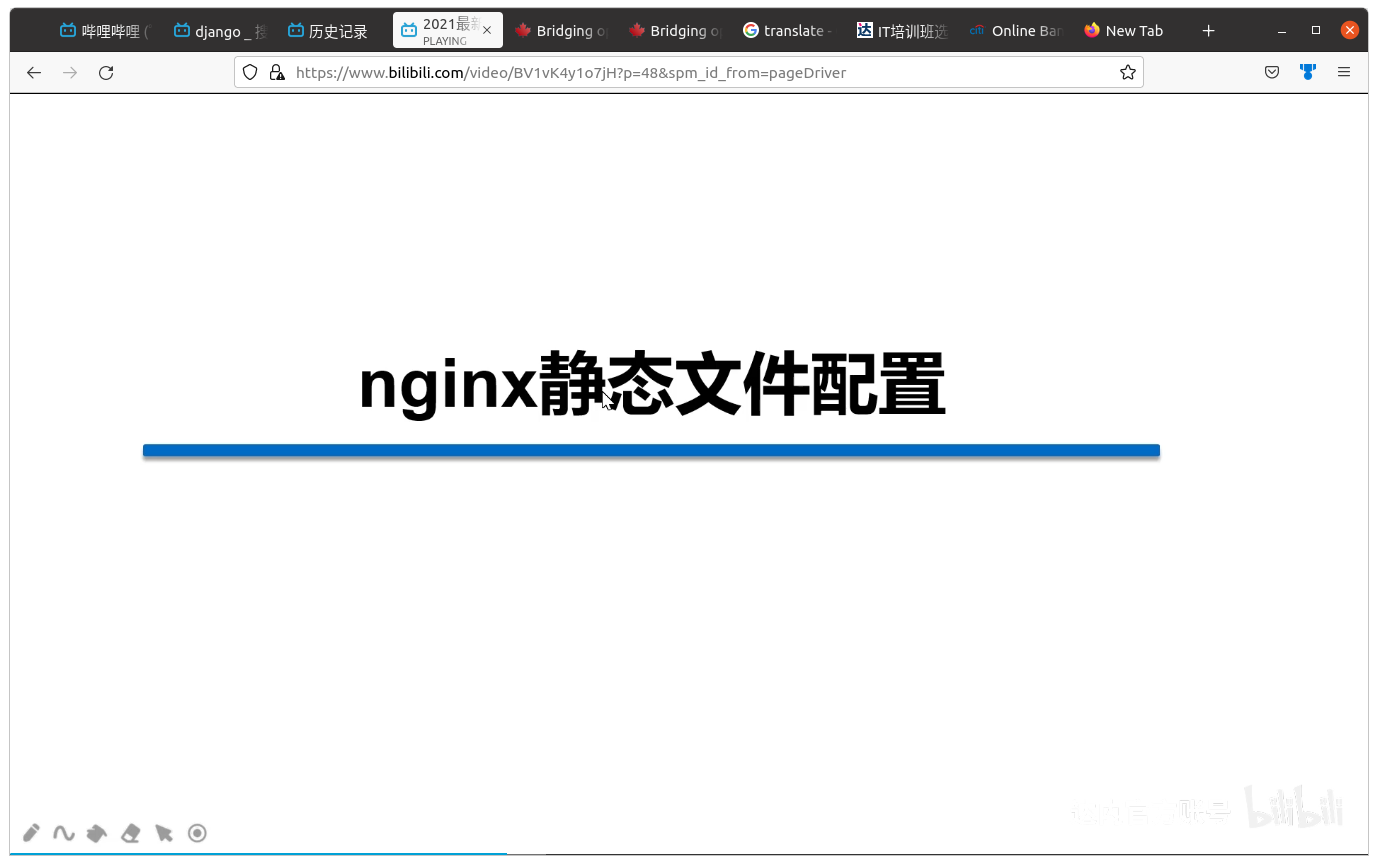 哔哩哔哩 (
django _ 搜
历史记录
2021最新
PLAYING
Bridging o
Bridging o
translate -
IT培训班选
citi
Online Ban
New Tab
https://www.bilibili.com/video/BV1vK4y1o7jH?p=48&spm_id_from=pageDriver
nginx静态文件配置
bilibili